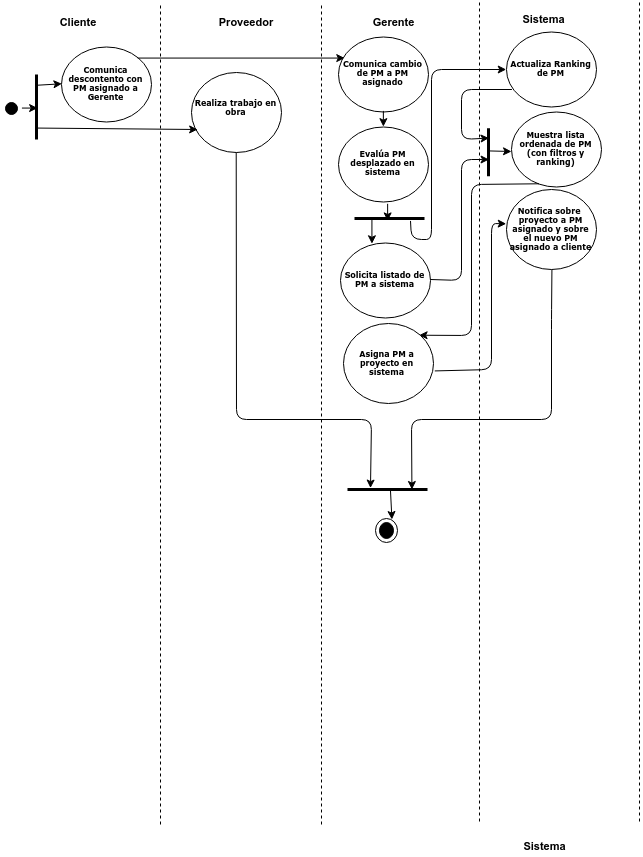 Cliente
Proveedor
Gerente
Sistema
Comunica
descontento con
PM asignado a
Gerente
Realiza trabajo en
obra
Comunica cambio
de PM a PM
asignado
Evalúa PM
desplazado en
sistema
Solicita listado de
PM a sistema
Asigna PM a
proyecto en
sistema
Actualiza Ranking
de PM
Muestra lista
ordenada de PM
(con filtros y
ranking)
Notifica sobre
proyecto a PM
asignado y sobre
el nuevo PM
asignado a cliente
Sistema